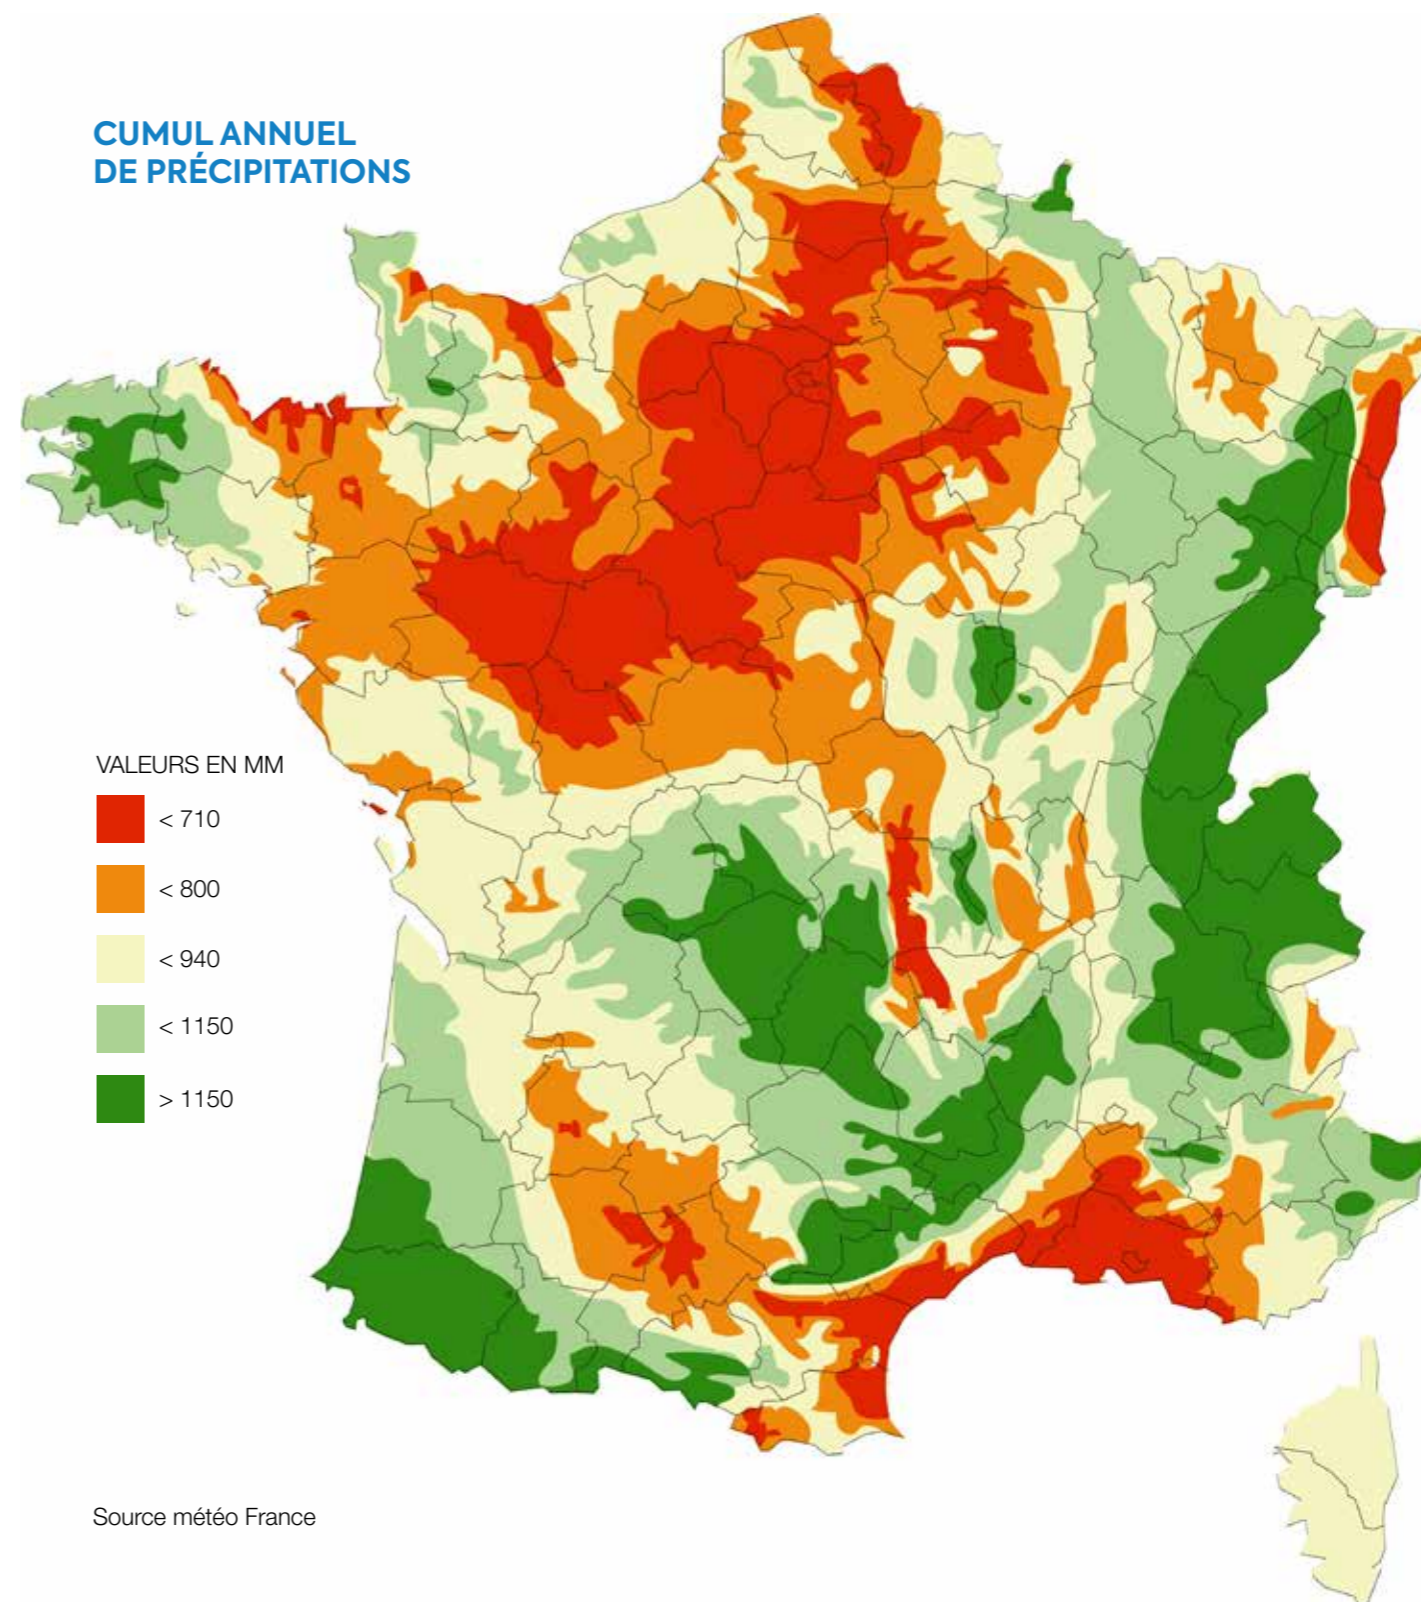 CUMUL ANNUEL
DE PRÉCIPITATIONS
VALEURS EN MM
< 710
< 800
< 940
< 1150
> 1150
Source météo France